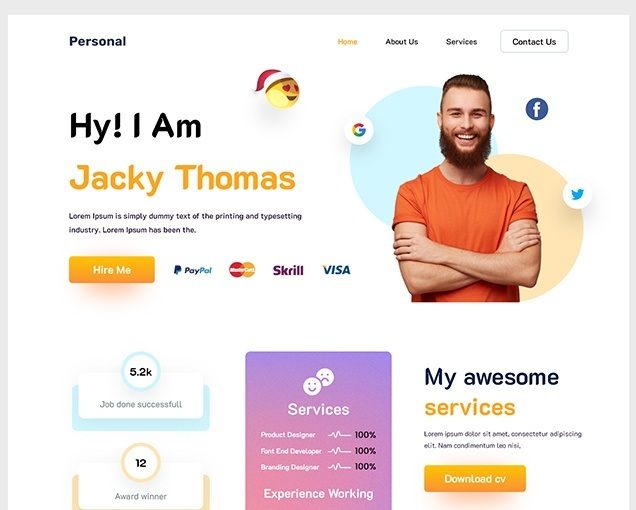 Personal
Home
About Us
Services
Contact Us
Hy! I Am
Jacky Thomas
Lorem Ipsum is simply dummy text of the printing and typesetting
industry. Lorem Ipsum has been the.
Hire Me
PayPal
MasterCard
Skrill
VISA
5.2k
Job done successfull
12
Award winner
Services
Product Designer 100%
Font End Developer 100%
Branding Designer 100%
Experience Working
My awesome
services
Lorem ipsum dolor sit amet, consectetur adipiscing
elit. Nam condimentum leo nisi,
Download cv